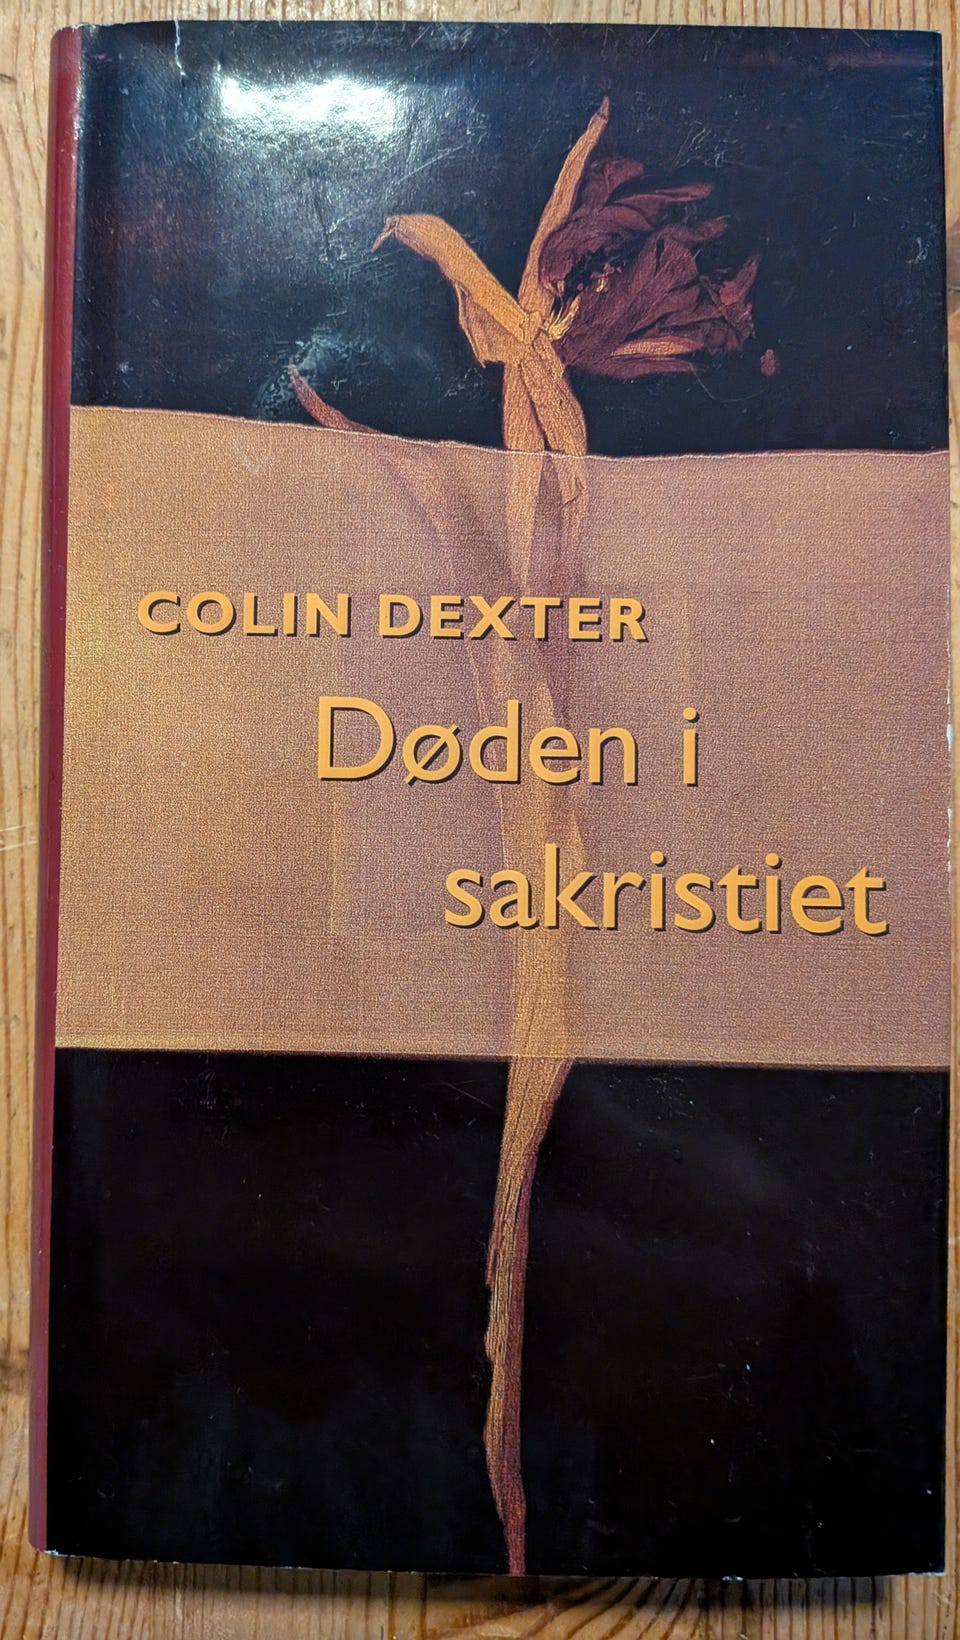 COLIN DEXTER
Døden i
sakristiet